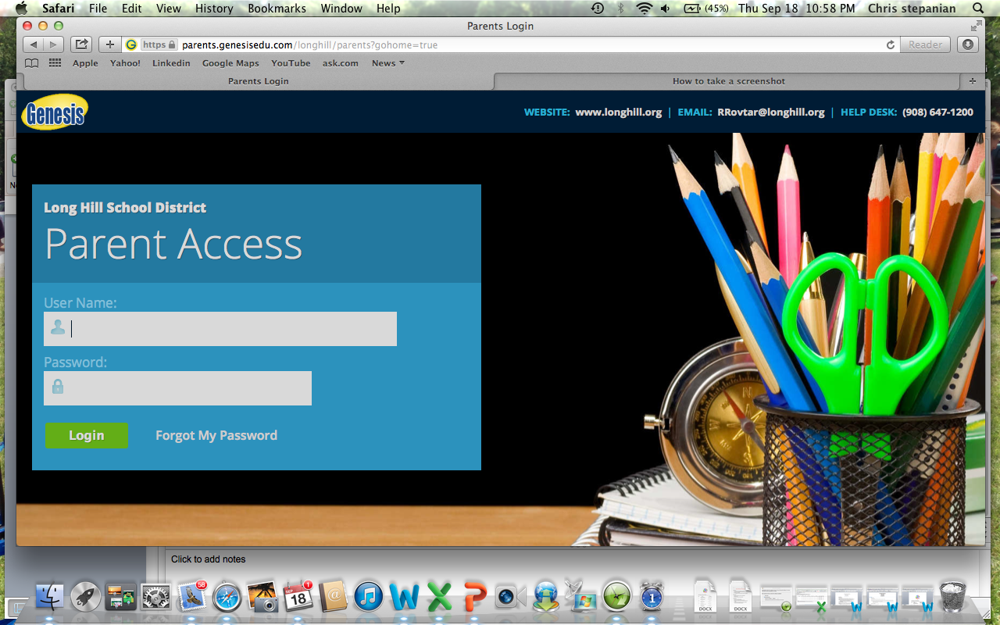 Safari File Edit View History Bookmarks Window Help (45%) Thu Sep 18 10:58 PM Chris stepanian
Parents Login
https parents.genesisedu.com/longhill/parents?gohome=true Reader
Apple Yahoo! Linkedin Google Maps YouTube ask.com News
Parents Login How to take a screenshot
Genesis WEBSITE: www.longhill.org | EMAIL: RRovtar@longhill.org | HELP DESK: (908) 647-1200
Long Hill School District
Parent Access
User Name:
Password:
Login Forgot My Password
Click to add notes
58
SEP 1
18
1
DOCX DOCX